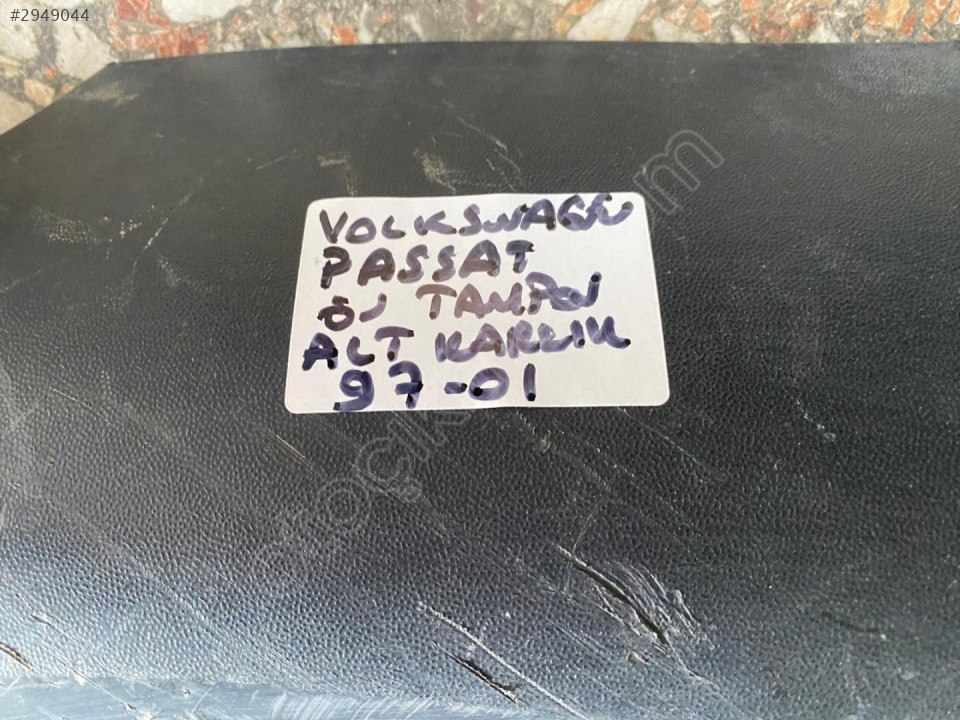 #2949044
VOLKSWAGEN
PASSAT
ÖN TAMPON
ALT KARLIK
97-01